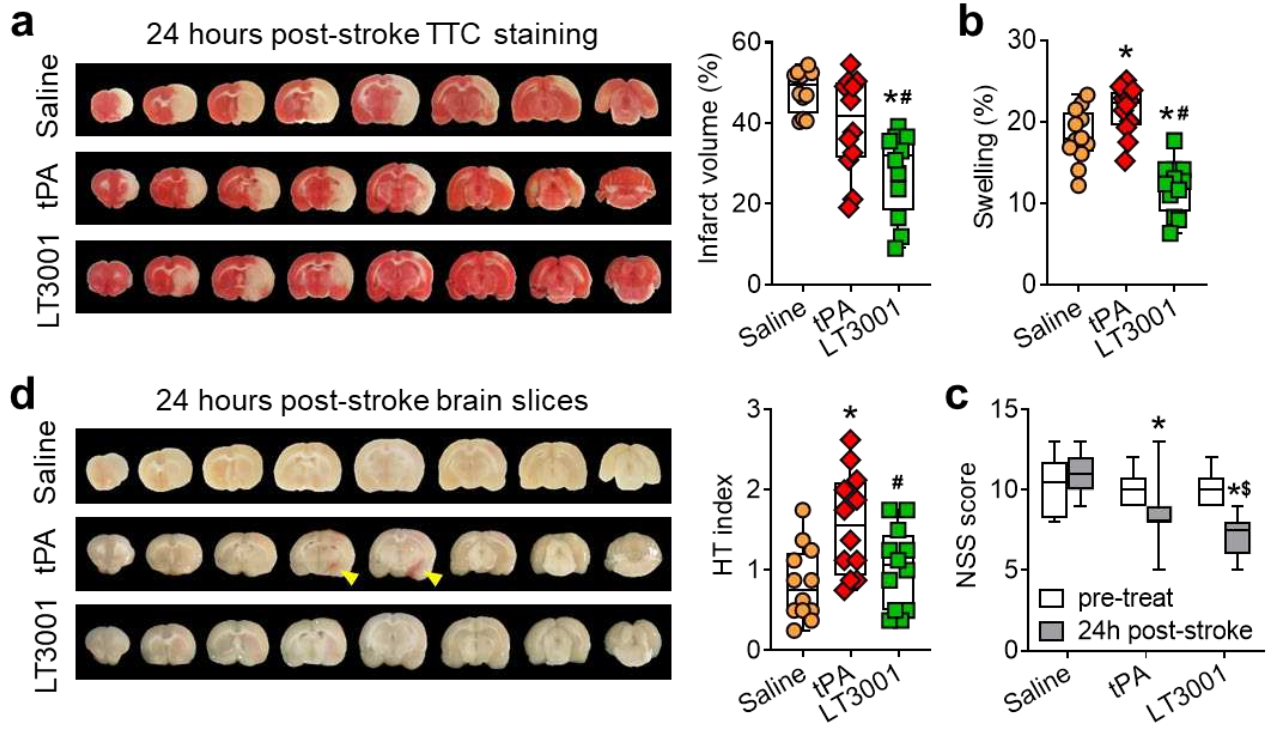 a
24 hours post-stroke TTC staining
Saline
tPA
LT3001
Infarct volume (%)
60
40
20
0
*#
Saline
tPA
LT3001
b
Swelling (%)
30
20
10
0
*
*#
Saline
tPA
LT3001
d
24 hours post-stroke brain slices
Saline
tPA
LT3001
HT index
3
2
1
0
*
#
Saline
tPA
LT3001
c
NSS score
15
10
5
0
*
*$
pre-treat
24h post-stroke
Saline
tPA
LT3001